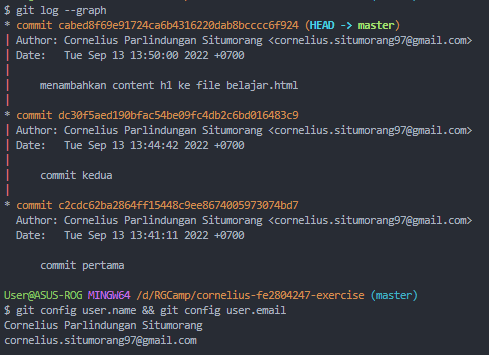 $ git log --graph
* commit cabed8f69e91724ca6b4316220dab8bcccc6f924 (HEAD -> master)
| Author: Cornelius Parlindungan Situmorang <cornelius.situmorang97@gmail.com>
| Date:   Tue Sep 13 13:50:00 2022 +0700
|
|     menambahkan content h1 ke file belajar.html
|
* commit dc30f5aed190bfac54be09fc4db2c6bd016483c9
| Author: Cornelius Parlindungan Situmorang <cornelius.situmorang97@gmail.com>
| Date:   Tue Sep 13 13:44:42 2022 +0700
|
|     commit kedua
|
* commit c2cdc62ba2864ff15448c9ee8674005973074bd7
  Author: Cornelius Parlindungan Situmorang <cornelius.situmorang97@gmail.com>
  Date:   Tue Sep 13 13:41:11 2022 +0700

      commit pertama

User@ASUS-ROG MINGW64 /d/RGCamp/cornelius-fe2804247-exercise (master)
$ git config user.name && git config user.email
Cornelius Parlindungan Situmorang
cornelius.situmorang97@gmail.com